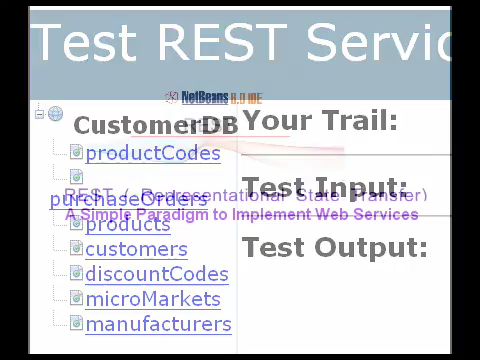 Test REST Servic
NetBeans 6.0 IDE
CustomerDB
Your Trail:
REST
productCodes
purchaseOrders
Test Input:
REST ( Representational State Transfer)
A Simple Paradigm to Implement Web Services
products
customers
Test Output:
discountCodes
microMarkets
manufacturers